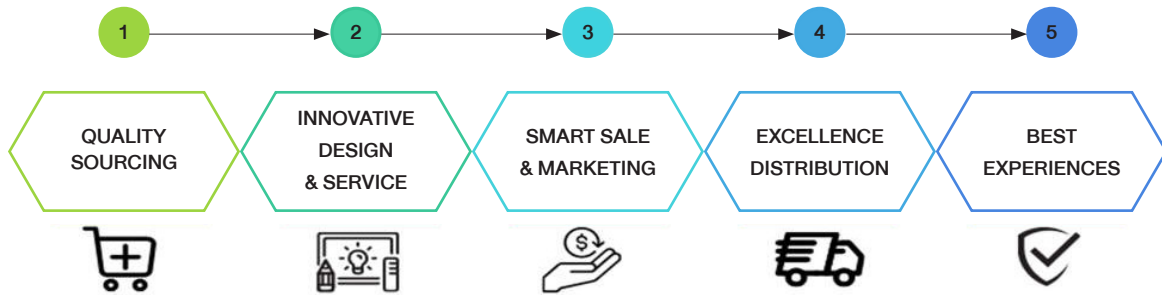 1
2
3
4
5
QUALITY
SOURCING
INNOVATIVE
DESIGN
& SERVICE
SMART SALE
& MARKETING
EXCELLENCE
DISTRIBUTION
BEST
EXPERIENCES
$